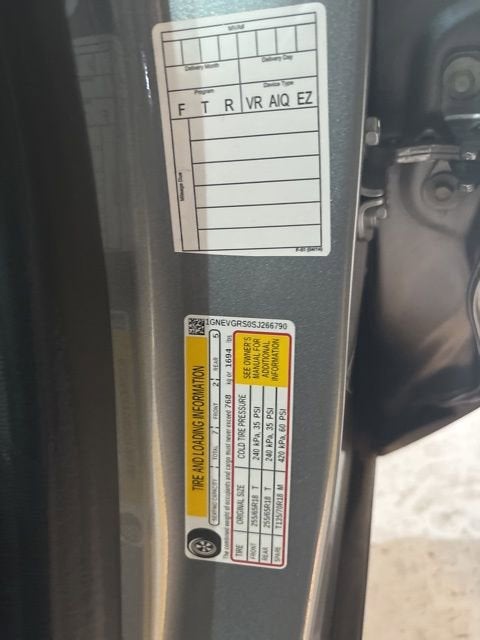 MVA#
Delivery Month Delivery Day
Program Device Type
F T R VR AIQ EZ
Mileage Due
1GNEVGRS0SJ266790
TIRE AND LOADING INFORMATION
SEATING CAPACITY TOTAL 7 FRONT 2 REAR 5
The combined weight of occupants and cargo must never exceed 768 kg or 1694 lbs
TIRE ORIGINAL SIZE COLD TIRE PRESSURE
FRONT 255/65R18 T 240 kPa, 35 PSI
REAR 255/65R18 T 240 kPa, 35 PSI
SPARE T135/70R18 M 420 kPa, 60 PSI
SEE OWNER'S
MANUAL FOR
ADDITIONAL
INFORMATION